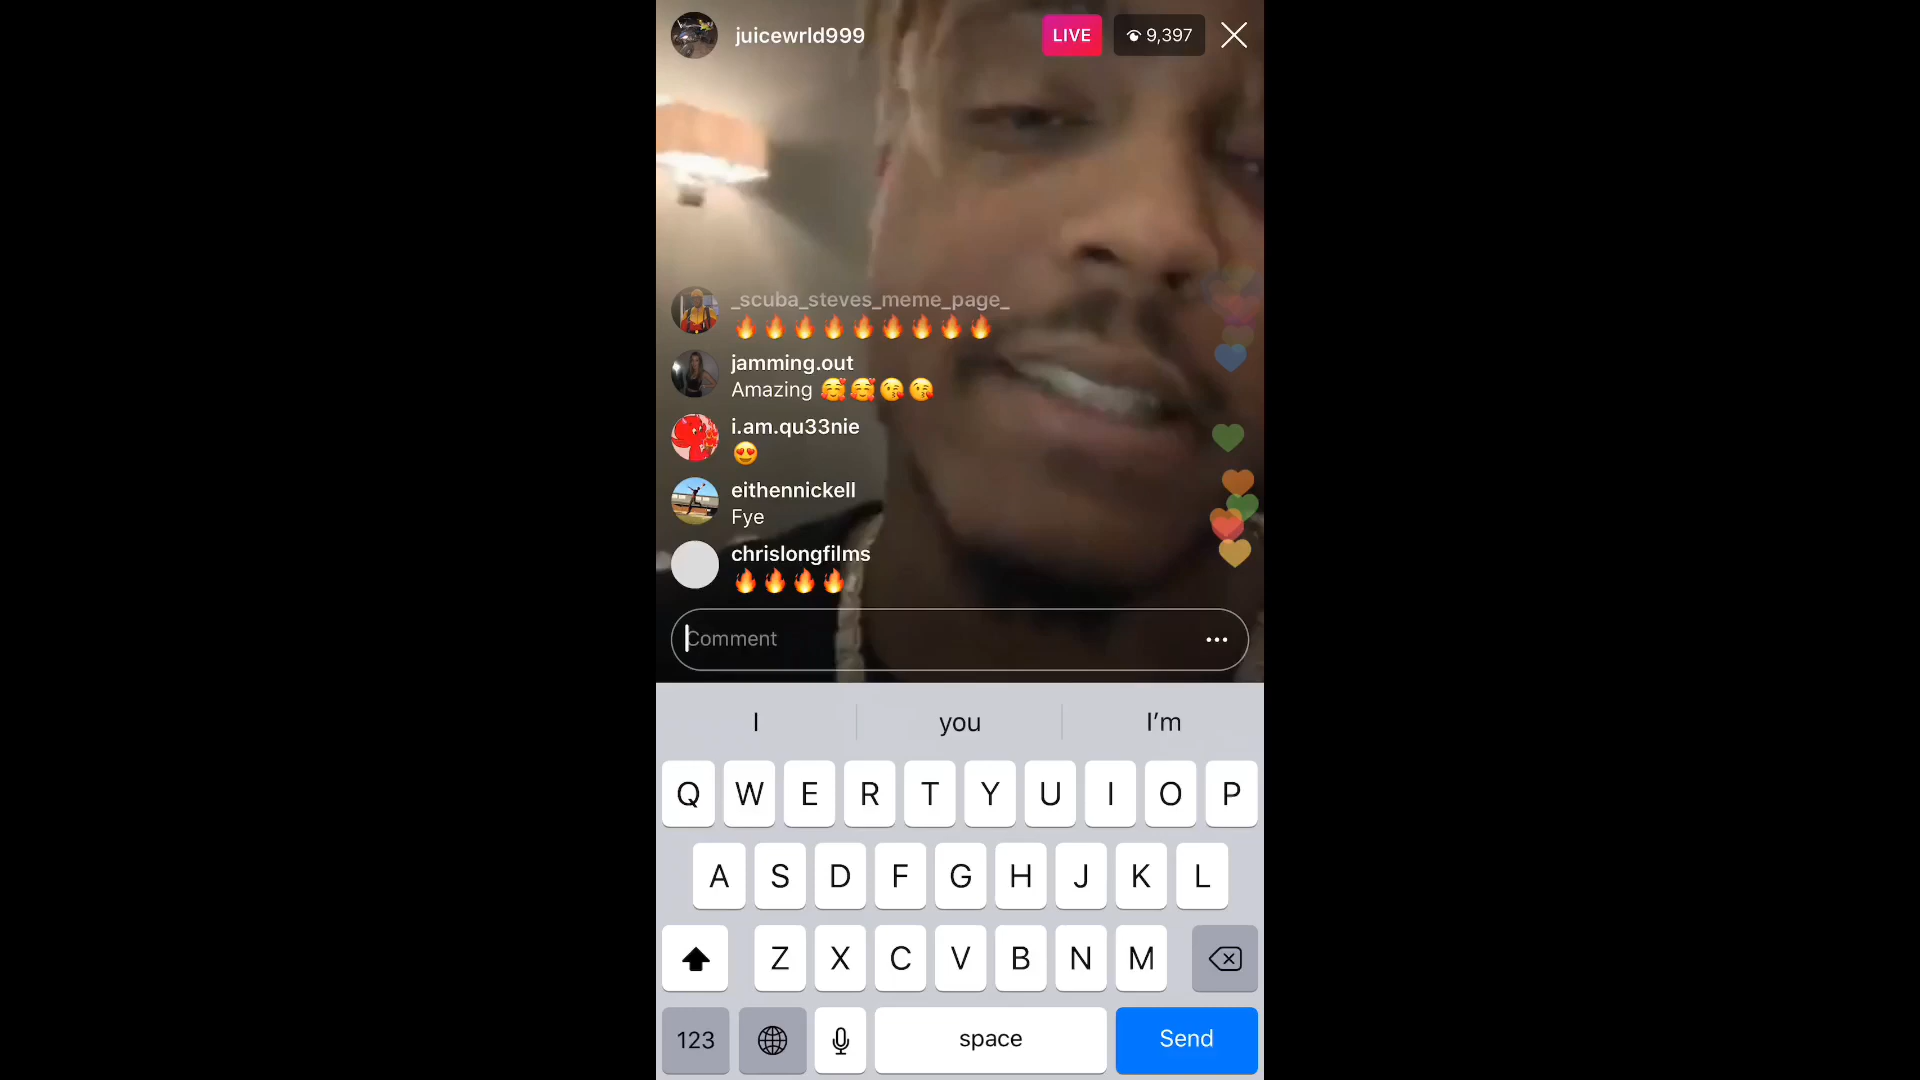 juicewrld999
LIVE
9,397
_scuba_steves_meme_page_
🔥🔥🔥🔥🔥🔥🔥🔥🔥
jamming.out
Amazing 🥰🥰😘😘
i.am.qu33nie
😍
eithennickell
Fye
chrislongfilms
🔥🔥🔥🔥
Comment
I you I’m
Q W E R T Y U I O P
A S D F G H J K L
Z X C V B N M
123 space Send